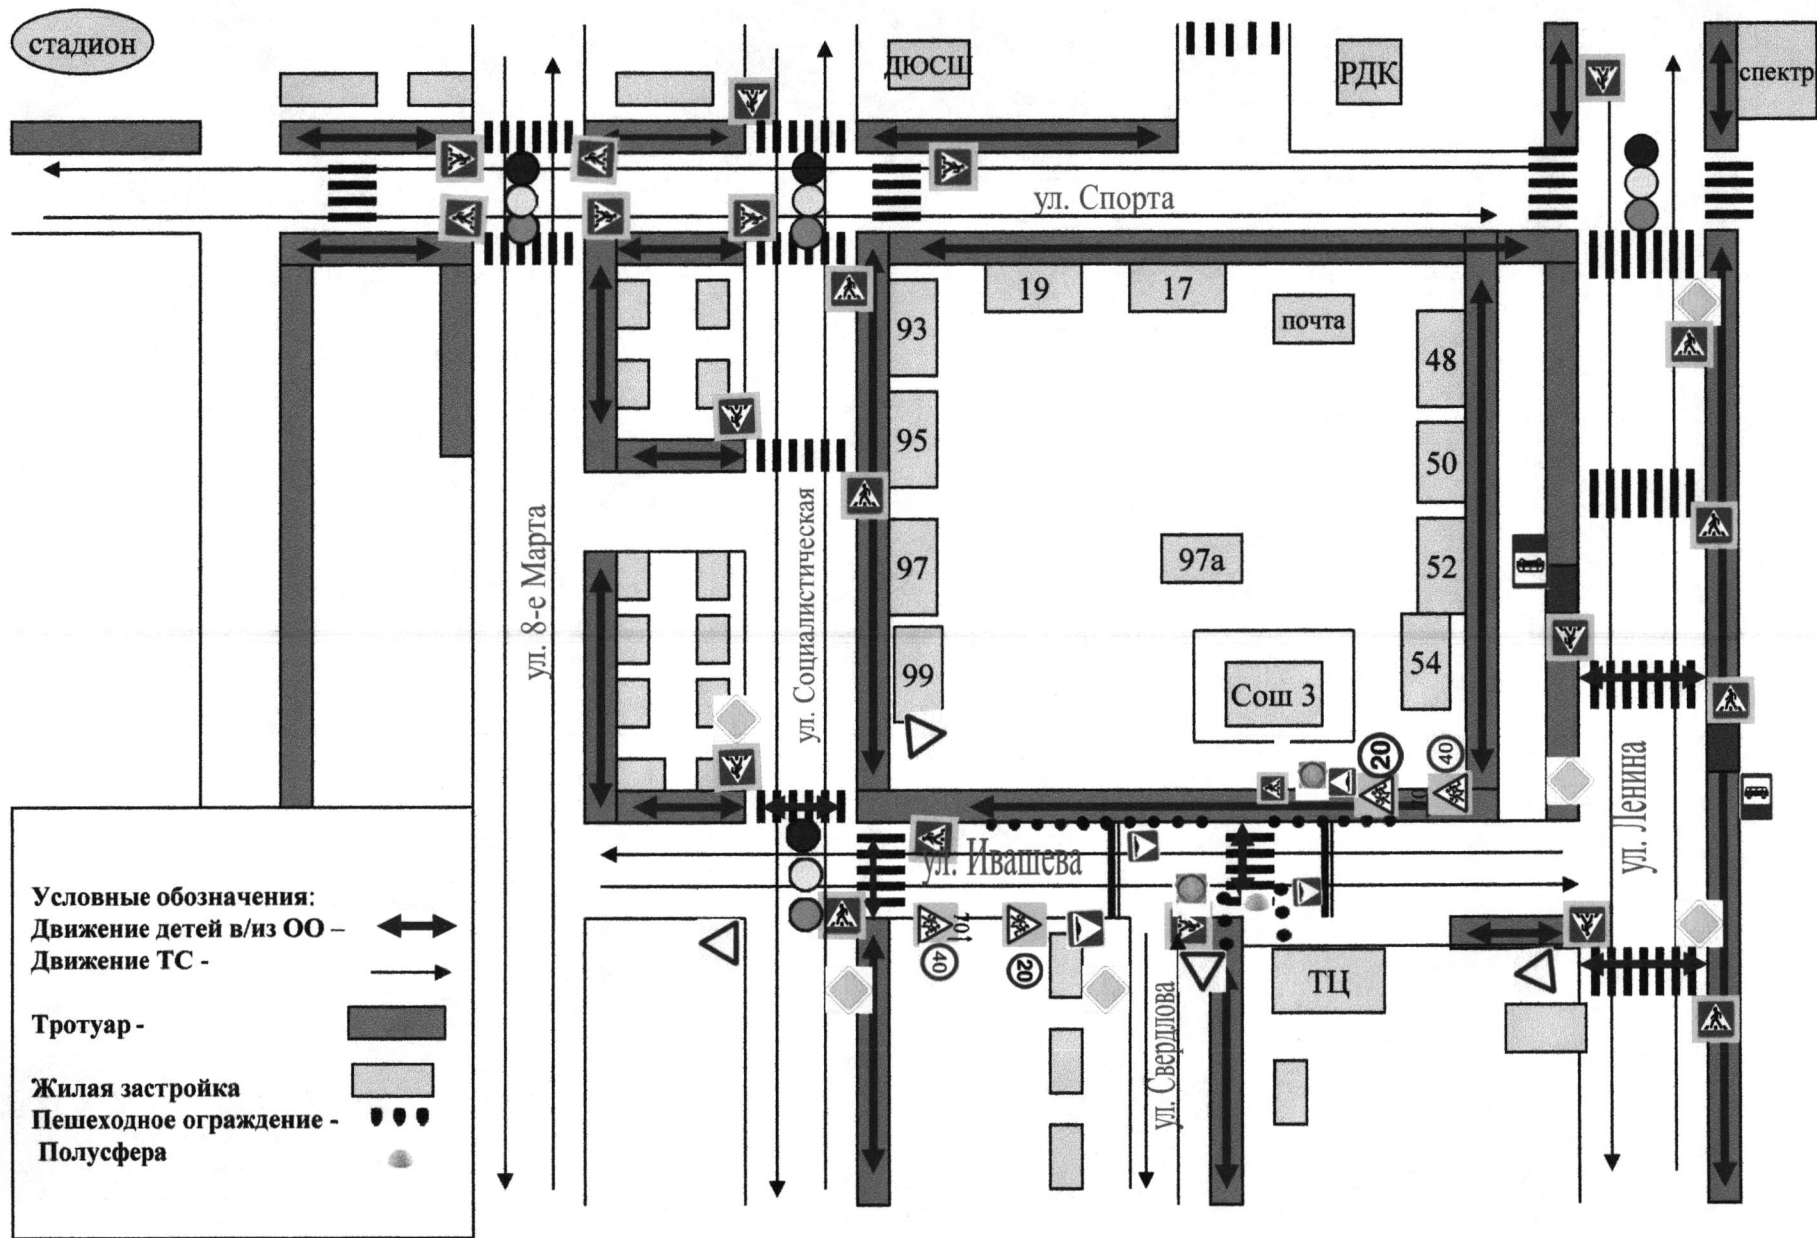 стадион
ДЮСШ
РДК
спектр
ул. Спорта
19
17
почта
93
48
95
50
ул. 8-е Марта
ул. Социалистическая
97
97а
52
99
Сош 3
54
20
40
ул. Ленина
ул. Ивашева
Условные обозначения:
Движение детей в/из ОО –
Движение ТС -
40
20
ТЦ
ул. Свердлова
Тротуар -
Жилая застройка
Пешеходное ограждение -
Полусфера